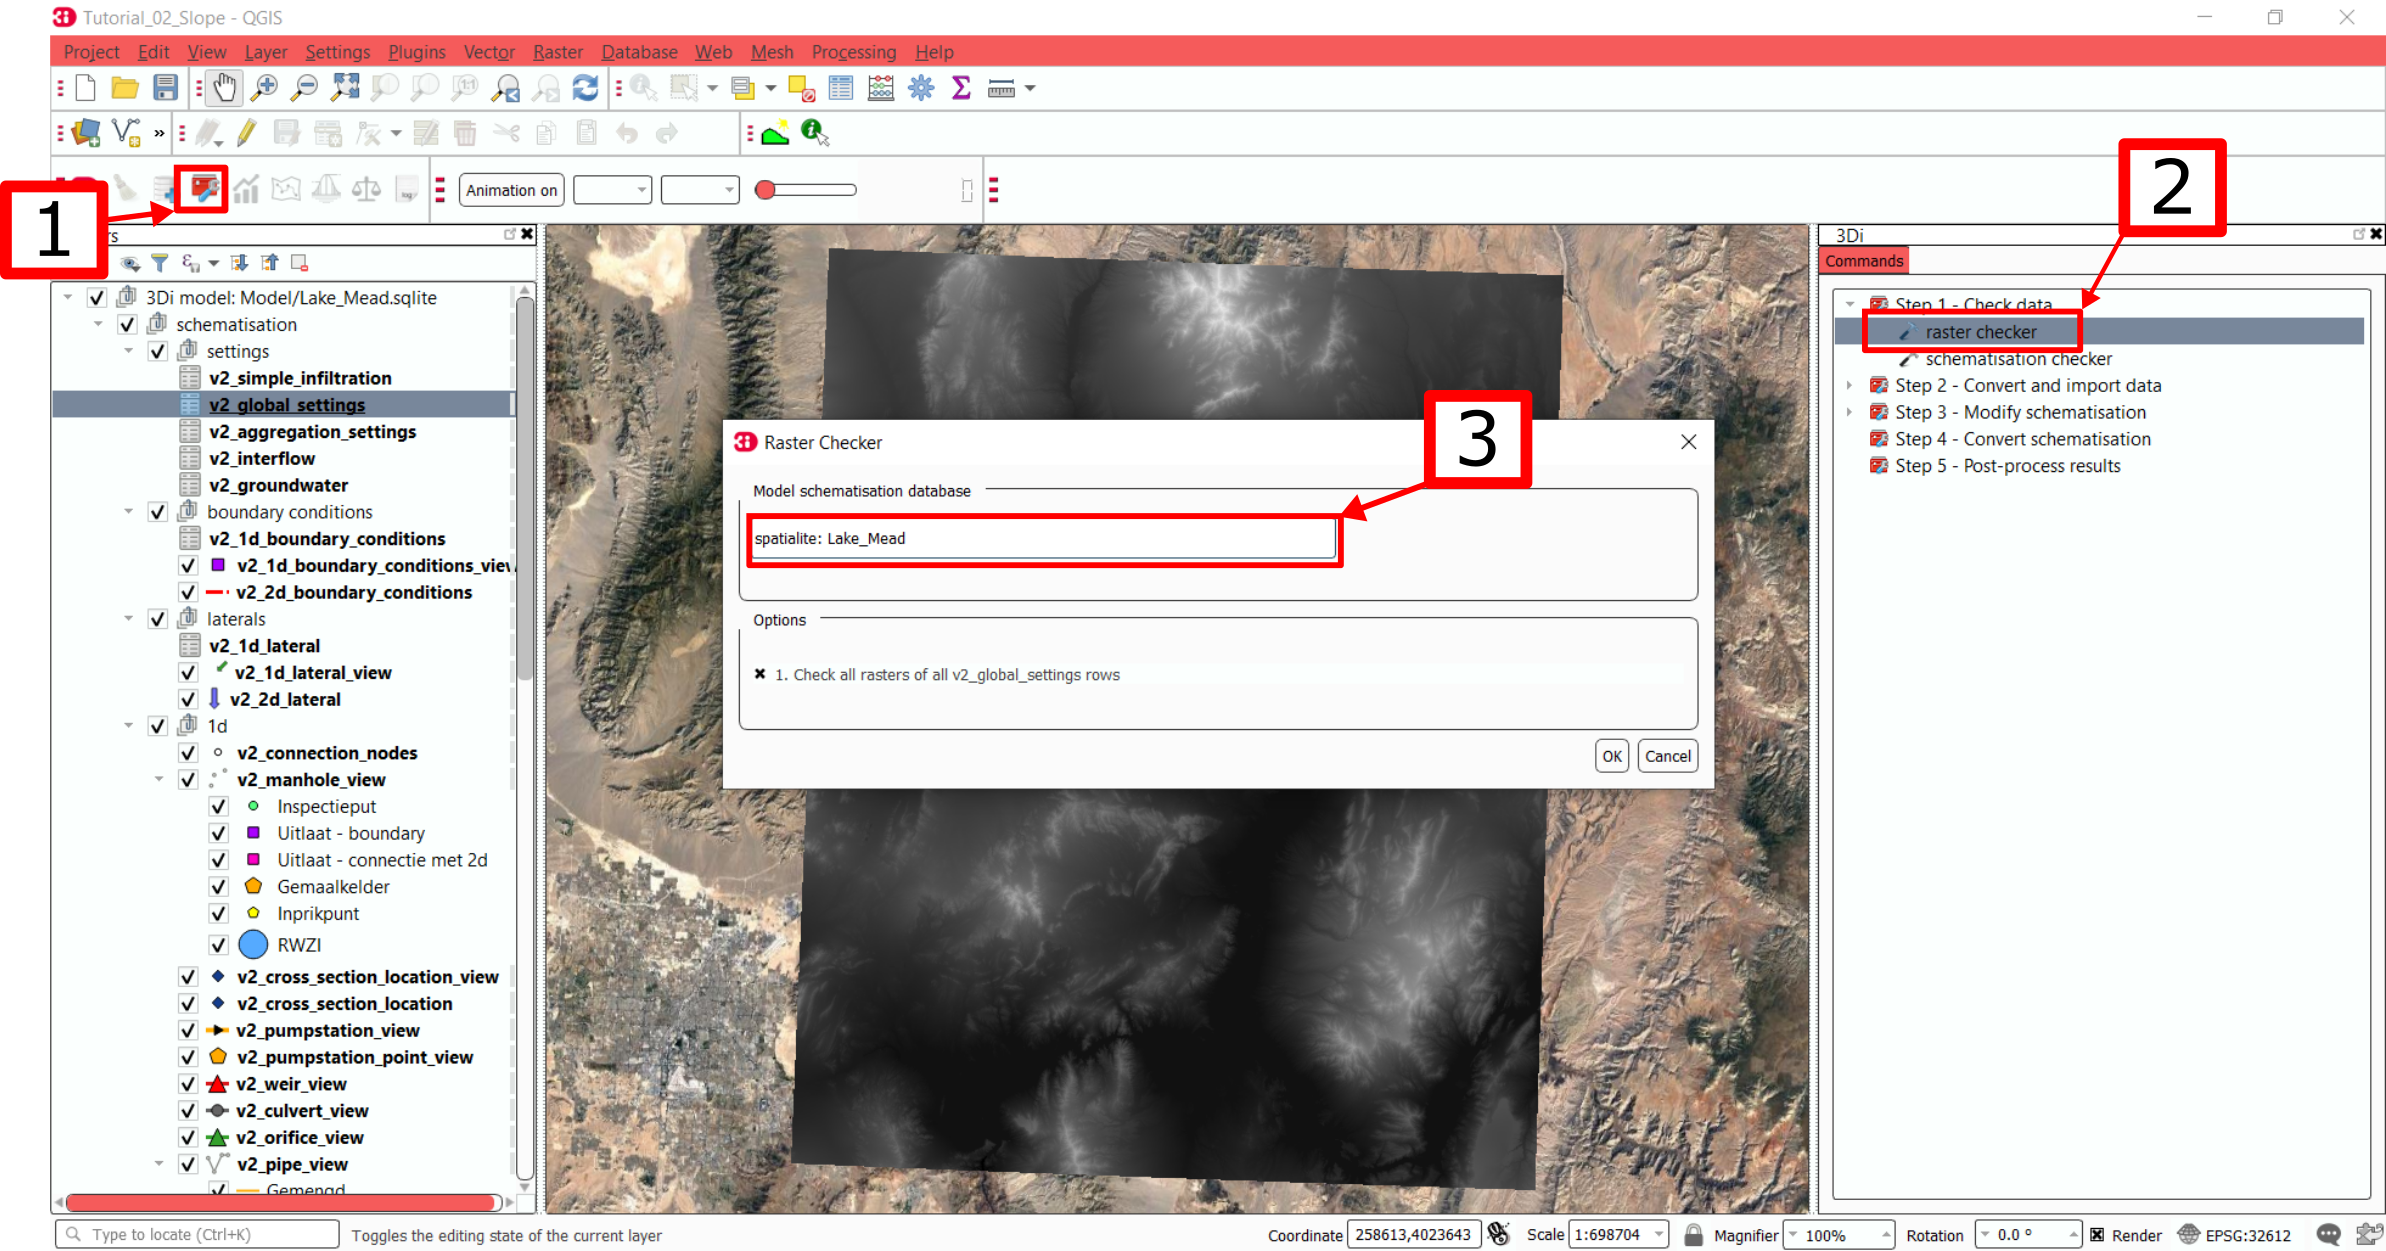 Tutorial_02_Slope - QGIS
Project Edit View Layer Settings Plugins Vector Raster Database Web Mesh Processing Help
Animation on
1
2
3
rs
3Di model: Model/Lake_Mead.sqlite
schematisation
settings
v2_simple_infiltration
v2_global_settings
v2_aggregation_settings
v2_interflow
v2_groundwater
boundary conditions
v2_1d_boundary_conditions
v2_1d_boundary_conditions_view
v2_2d_boundary_conditions
laterals
v2_1d_lateral
v2_1d_lateral_view
v2_2d_lateral
1d
v2_connection_nodes
v2_manhole_view
Inspectieput
Uitlaat - boundary
Uitlaat - connectie met 2d
Gemaalkelder
Inprikpunt
RWZI
v2_cross_section_location_view
v2_cross_section_location
v2_pumpstation_view
v2_pumpstation_point_view
v2_weir_view
v2_culvert_view
v2_orifice_view
v2_pipe_view
Gemengd
Raster Checker
Model schematisation database
spatialite: Lake_Mead
Options
1. Check all rasters of all v2_global_settings rows
OK Cancel
3Di
Commands
Step 1 - Check data
raster checker
schematisation checker
Step 2 - Convert and import data
Step 3 - Modify schematisation
Step 4 - Convert schematisation
Step 5 - Post-process results
Type to locate (Ctrl+K) Toggles the editing state of the current layer Coordinate 258613,4023643 Scale 1:698704 Magnifier 100% Rotation 0.0 ° Render EPSG:32612